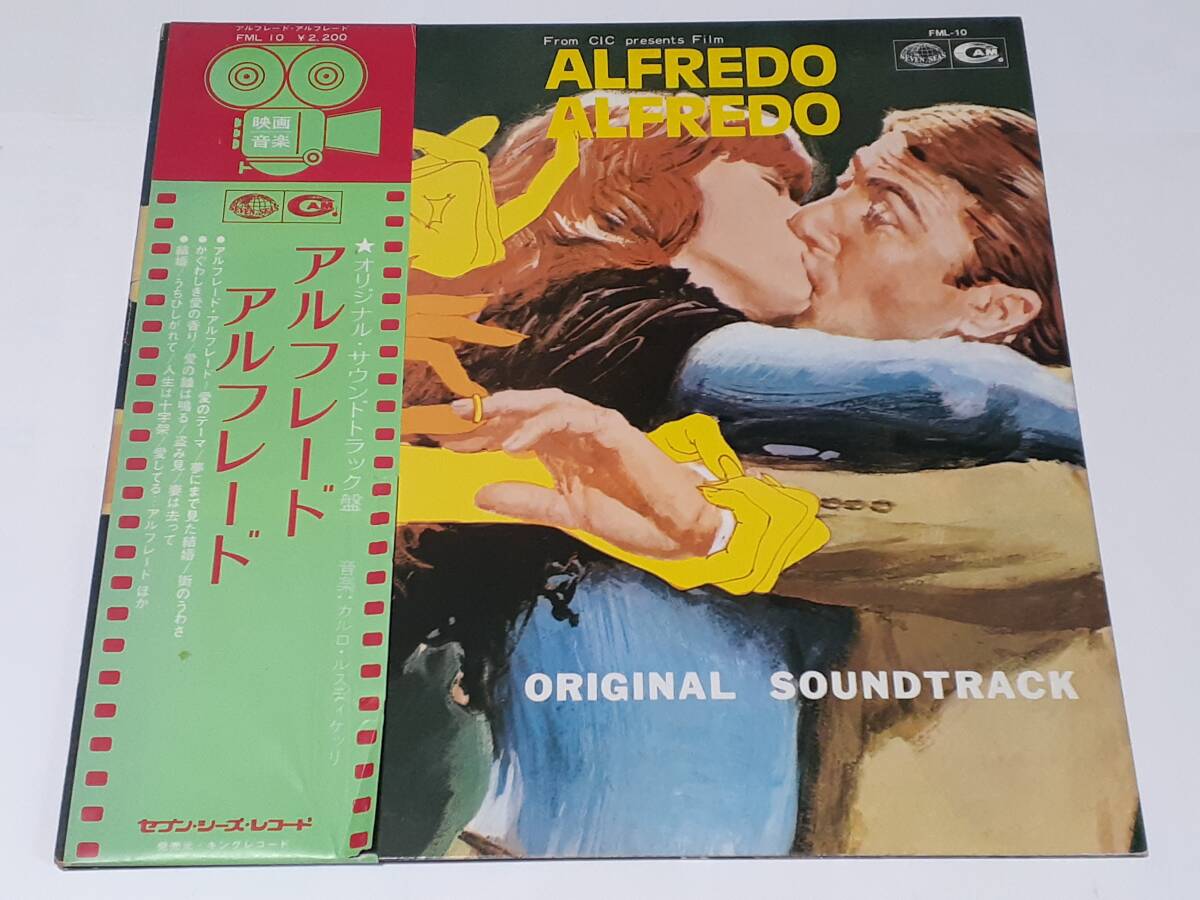 アルフレード・アルフレード
FML 10 ￥2,200
映画
音楽
SEVEN SEAS
CAM
★オリジナル・サウンドトラック盤
音楽：カルロ・ルスティケッリ
アルフレード
アルフレード
●アルフレード・アルフレード〜愛のテーマ/夢にまで見た結婚/街のうわさ
●かぐわしき愛の香り/愛の鐘は鳴る/盗み見/妻は去って
●結婚/うちひしがれて/人生は十字架/愛してる…アルフレード ほか
セブン・シーズ・レコード
発売元・キングレコード
From CIC presents Film
ALFREDO
ALFREDO
FML-10
SEVEN SEAS
CAM
ORIGINAL SOUNDTRACK